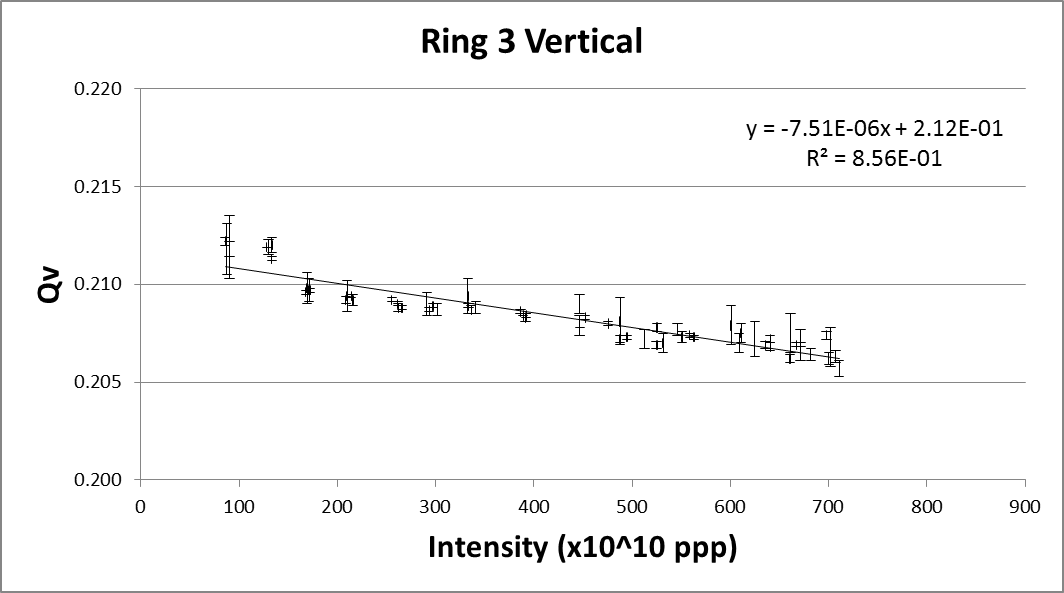 Ring 3 Vertical
0.220
y = -7.51E-06x + 2.12E-01
R² = 8.56E-01
0.215
0.210
Qv
0.205
0.200
0 100 200 300 400 500 600 700 800 900
Intensity (x10^10 ppp)